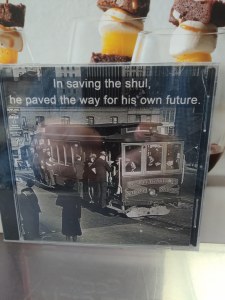 In saving the shul,
he paved the way for his own future.